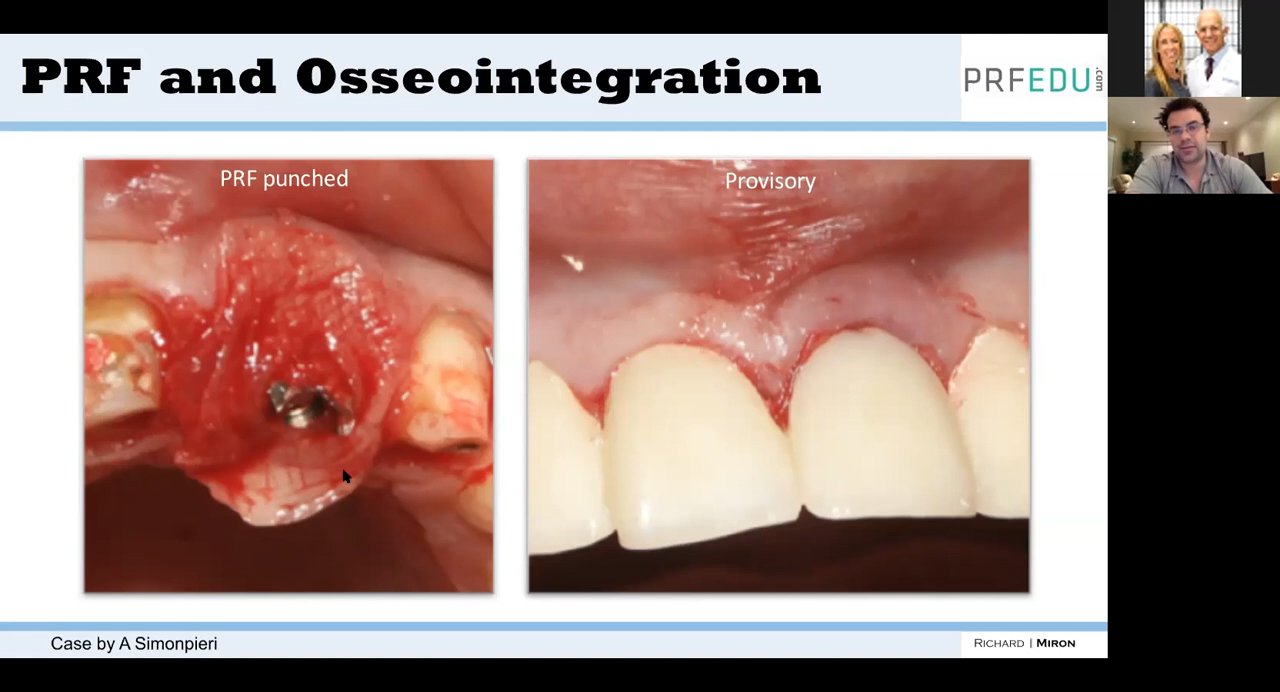 PRF and Osseointegration
PRFEDU.com
PRF punched
Provisory
Case by A Simonpieri
RICHARD | MIRON